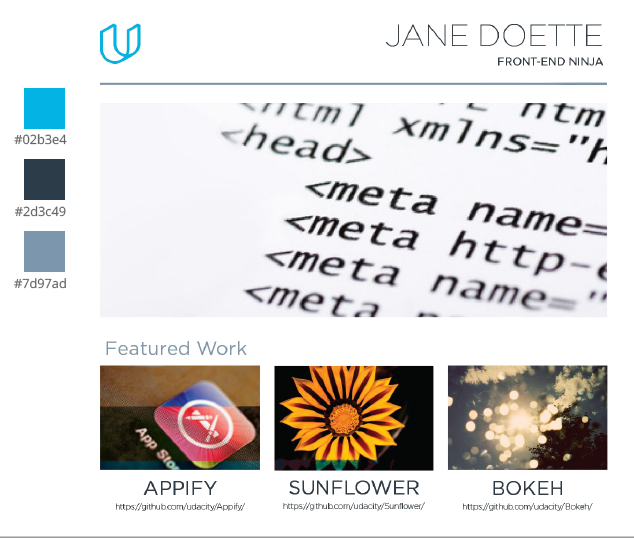 JANE DOETTE
FRONT-END NINJA
#02b3e4
#2d3c49
#7d97ad
<html
html
<head> xmlns="h
<meta name=
<meta http-e
<meta name="
<meta
Featured Work
App Sto
APPIFY
SUNFLOWER
BOKEH
https://github.com/udacity/Appify/
https://github.com/udacity/Sunflower/
https://github.com/udacity/Bokeh/